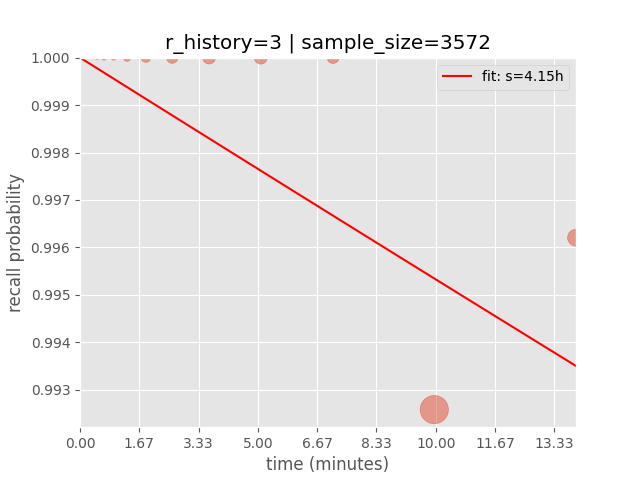 r_history=3 | sample_size=3572
fit: s=4.15h
1.000
0.999
0.998
0.997
0.996
0.995
0.994
0.993
recall probability
0.00 1.67 3.33 5.00 6.67 8.33 10.00 11.67 13.33
time (minutes)